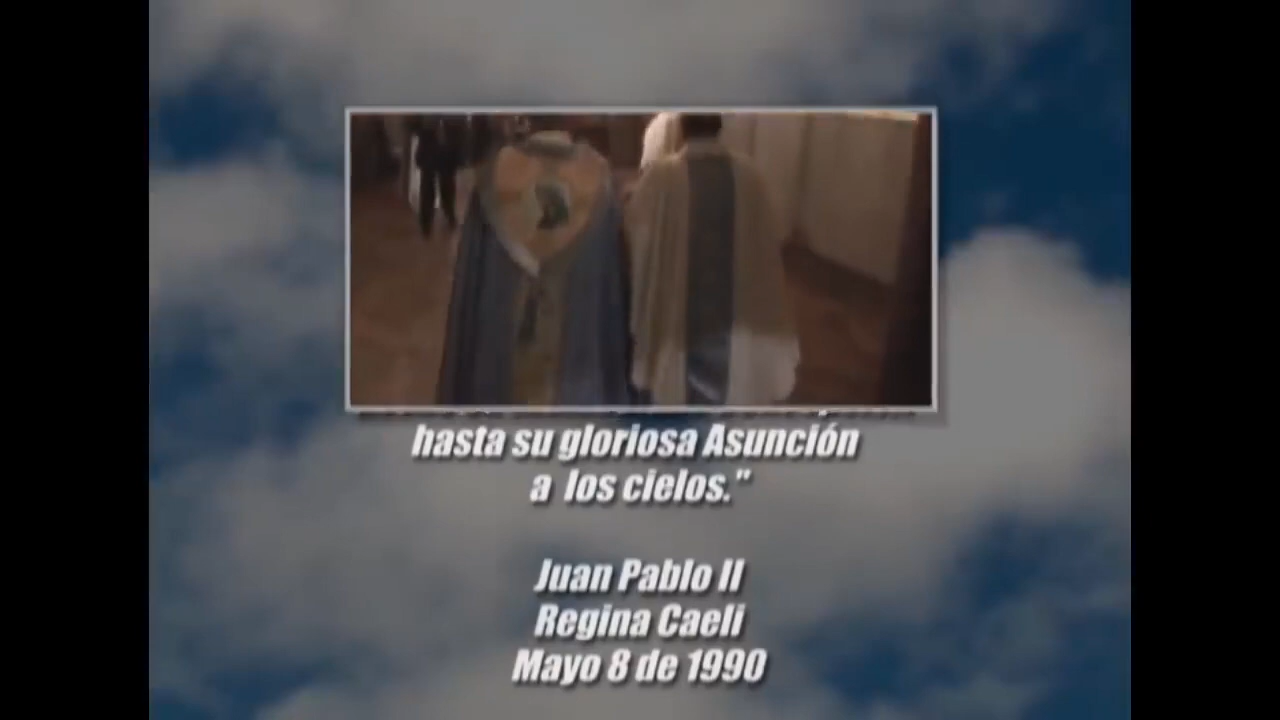 hasta su gloriosa Asunción
a los cielos."
Juan Pablo II
Regina Caeli
Mayo 8 de 1990